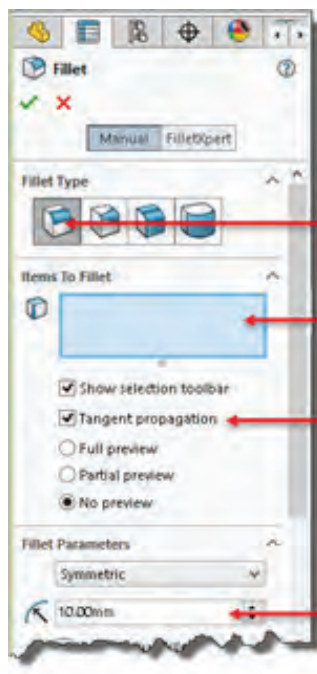 Fillet
Manual FilletXpert
Fillet Type
Items To Fillet
Show selection toolbar
Tangent propagation
Full preview
Partial preview
No preview
Fillet Parameters
Symmetric
10.00mm